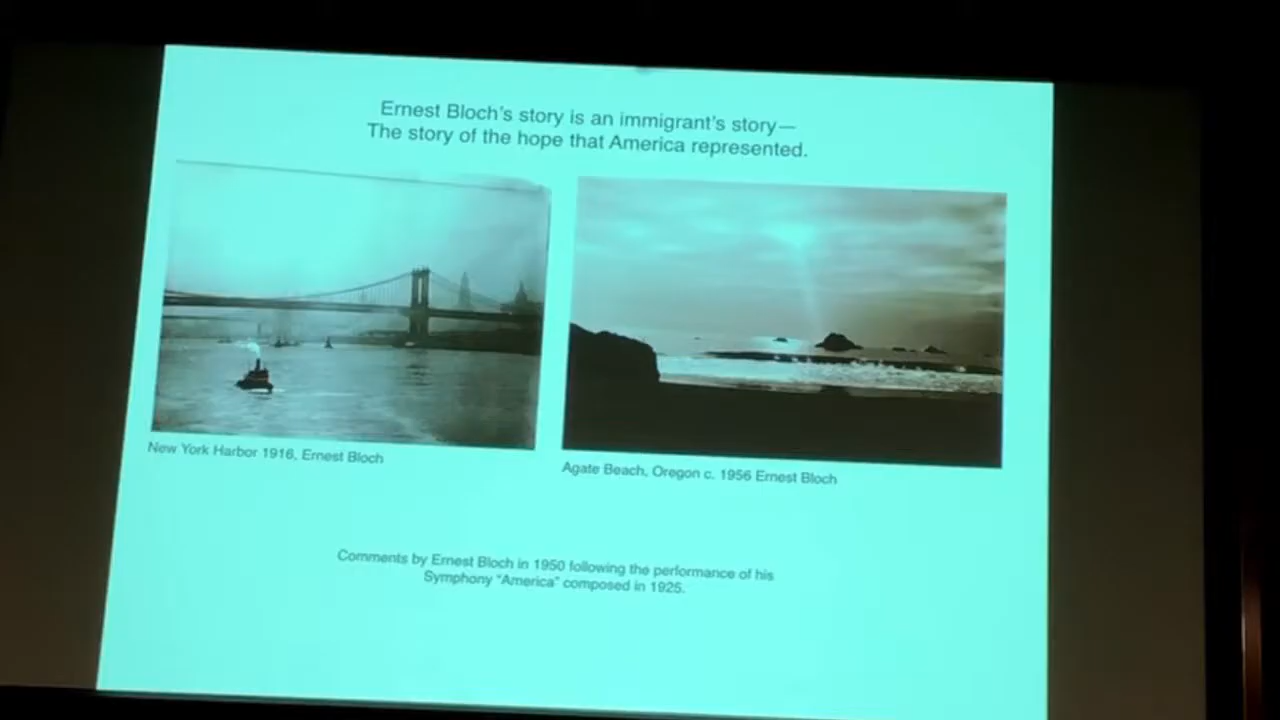 Ernest Bloch's story is an immigrant's story—
The story of the hope that America represented.
New York Harbor 1916, Ernest Bloch
Agate Beach, Oregon c. 1956 Ernest Bloch
Comments by Ernest Bloch in 1950 following the performance of his
Symphony "America" composed in 1925.